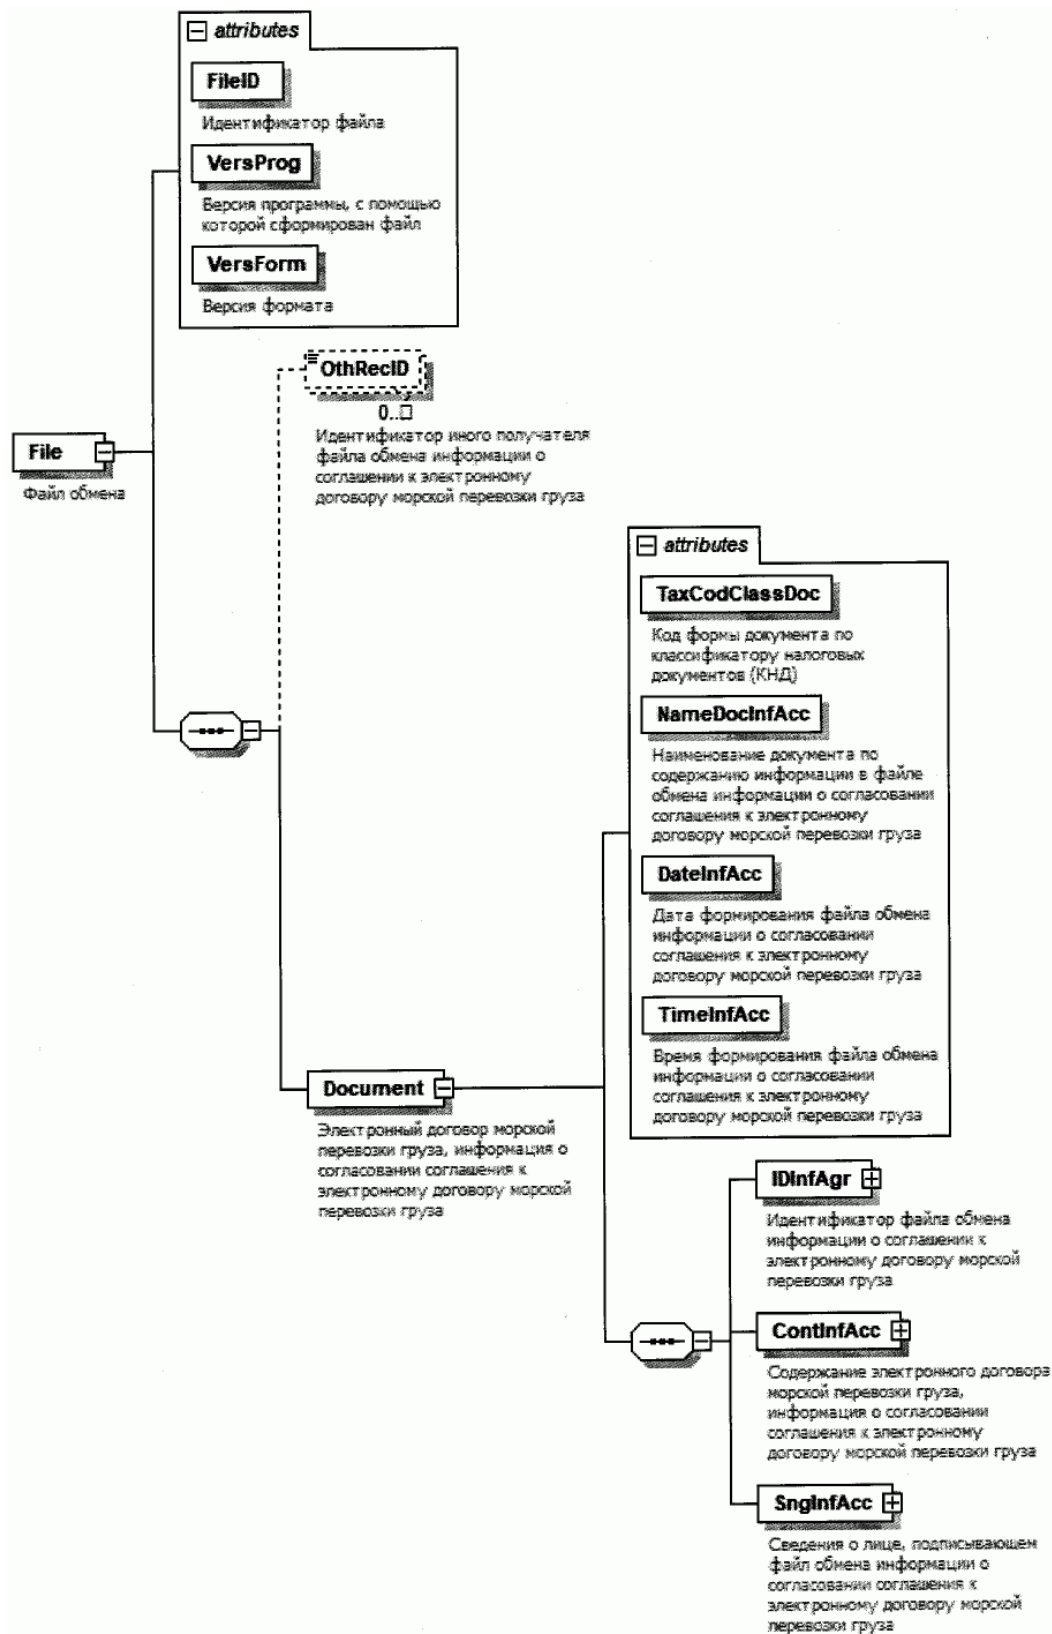 attributes
FileID
Идентификатор файла
VersProg
Версия программы, с помощью
которой сформирован файл
VersForm
Версия формата
OthRecID
0..□
Идентификатор иного получателя
файла обмена информации о
соглашении к электронному
договору морской перевозки груза
File
Файл обмена
attributes
TaxCodClassDoc
Код формы документа по
классификатору налоговых
документов (КНД)
NameDocInfAcc
Наименование документа по
содержанию информации в файле
обмена информации о согласовании
соглашения к электронному
договору морской перевозки груза
DateInfAcc
Дата формирования файла обмена
информации о согласовании
соглашения к электронному
договору морской перевозки груза
TimeInfAcc
Время формирования файла обмена
информации о согласовании
соглашения к электронному
договору морской перевозки груза
Document
Электронный договор морской
перевозки груза, информация о
согласовании соглашения к
электронному договору морской
перевозки груза
IDInfAgr
Идентификатор файла обмена
информации о соглашении к
электронному договору морской
перевозки груза
ContInfAcc
Содержание электронного договора
морской перевозки груза,
информация о согласовании
соглашения к электронному
договору морской перевозки груза
SngInfAcc
Сведения о лице, подписывающем
файл обмена информации о
согласовании соглашения к
электронному договору морской
перевозки груза